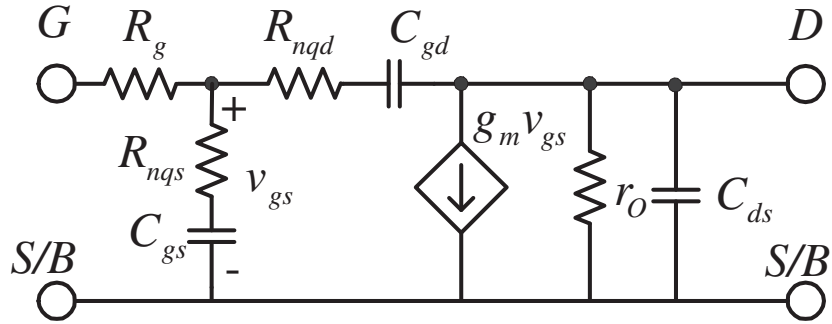 G
R_g
R_nqd
C_gd
D
+
g_m v_gs
R_nqs
v_gs
r_O
C_ds
C_gs
S/B
-
S/B